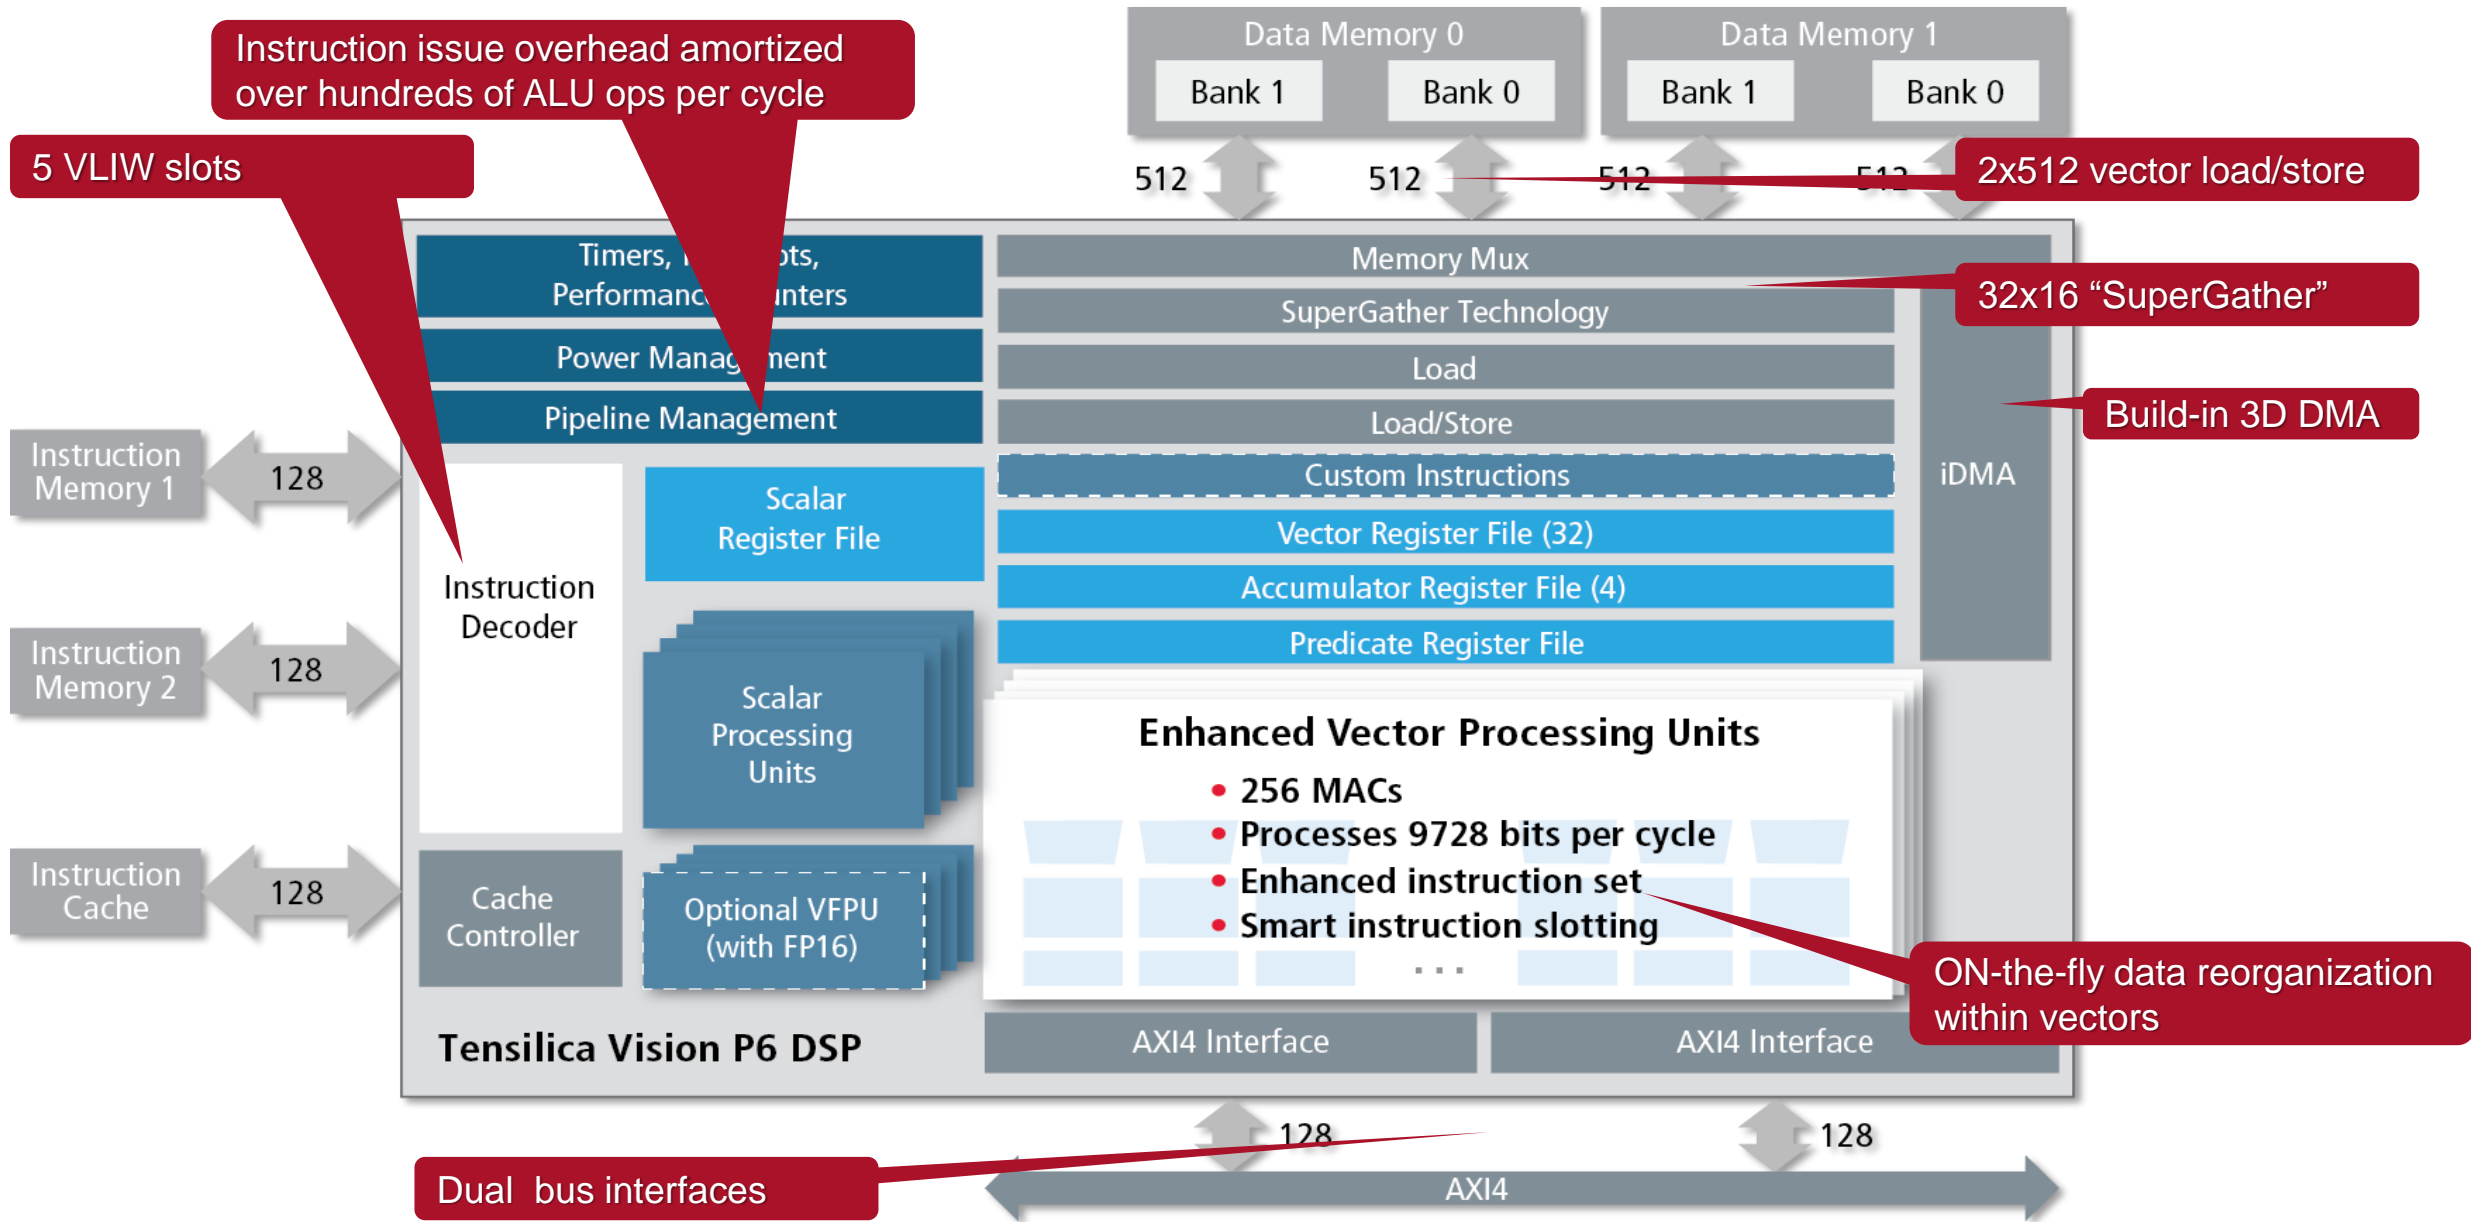 Instruction issue overhead amortized
over hundreds of ALU ops per cycle
5 VLIW slots
Data Memory 0
Bank 1
Bank 0
Data Memory 1
Bank 1
Bank 0
512
512
512
512
2x512 vector load/store
32x16 “SuperGather”
Build-in 3D DMA
Timers,
Performance
Power Management
Pipeline Management
Memory Mux
SuperGather Technology
Load
Load/Store
Custom Instructions
Vector Register File (32)
Accumulator Register File (4)
Predicate Register File
iDMA
Instruction
Memory 1
128
Instruction
Memory 2
128
Instruction
Cache
128
Instruction
Decoder
Scalar
Register File
Scalar
Processing
Units
Cache
Controller
Optional VFPU
(with FP16)
Enhanced Vector Processing Units
• 256 MACs
• Processes 9728 bits per cycle
• Enhanced instruction set
• Smart instruction slotting
...
ON-the-fly data reorganization
within vectors
Tensilica Vision P6 DSP
AXI4 Interface
AXI4 Interface
128
128
Dual bus interfaces
AXI4